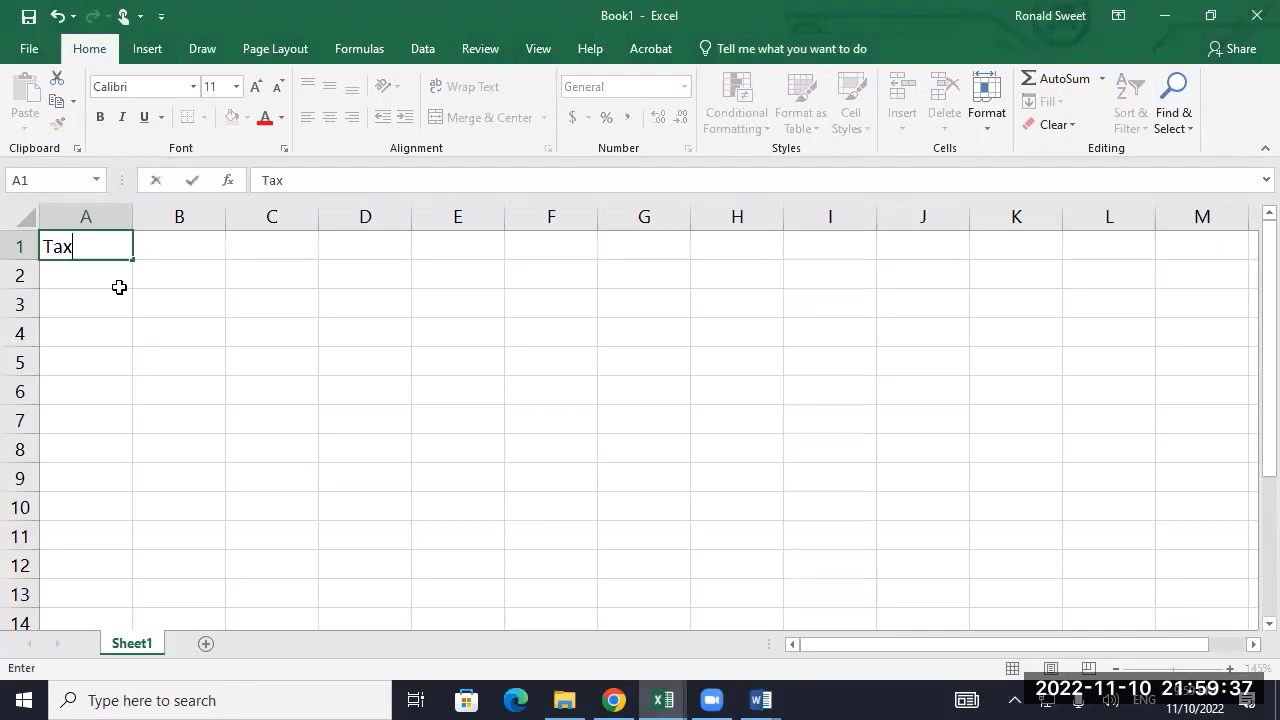 Book1 - Excel
Ronald Sweet
File Home Insert Draw Page Layout Formulas Data Review View Help Acrobat Tell me what you want to do Share
Paste
Clipboard
Calibri 11
B I U A
Font
Wrap Text
Merge & Center
Alignment
General
$ % ,
Number
Conditional Formatting
Format as Table
Cell Styles
Styles
Insert
Delete
Format
Cells
AutoSum
Fill
Clear
Sort & Filter
Find & Select
Editing
A1 fx Tax
A B C D E F G H I J K L M
1 Tax
2
3
4
5
6
7
8
9
10
11
12
13
14
Sheet1
Enter
145%
Type here to search
2022-11-10 21:59:37
ENG
11/10/2022